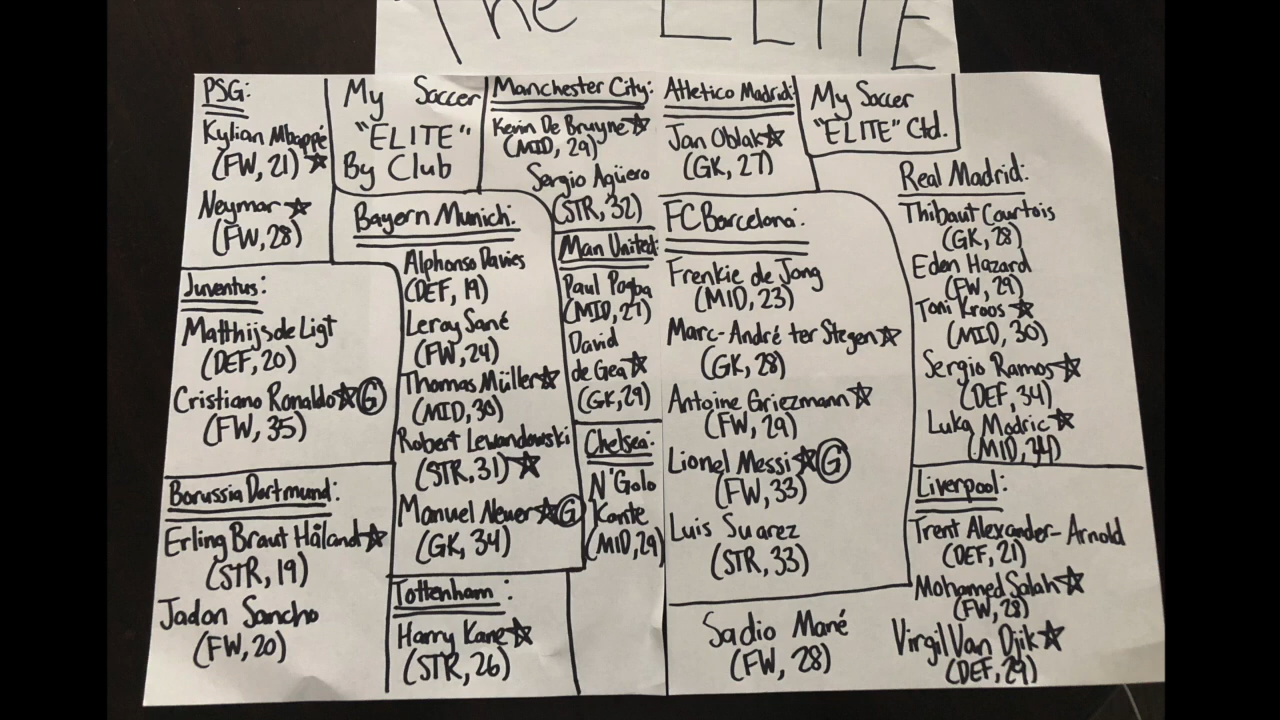 The ELITE
PSG:
Kylian Mbappé
(FW, 21) ☆
Neymar ☆
(FW, 28)
My Soccer
"ELITE"
By Club
Manchester City:
Kevin De Bruyne ☆
(MID, 29)
Sergio Agüero
(STR, 32)
Juventus:
Matthijs de Ligt
(DEF, 20)
Cristiano Ronaldo ☆ G
(FW, 35)
Bayern Munich:
Alphonso Davies
(DEF, 19)
Leroy Sané
(FW, 24)
Thomas Müller ☆
(MID, 30)
Robert Lewandowski
(STR, 31) ☆
Manuel Neuer ☆ G
(GK, 34)
Man United:
Paul Pogba
(MID, 27)
David
de Gea ☆
(GK, 29)
Chelsea:
N'Golo
Kante
(MID, 29)
Borussia Dortmund:
Erling Braut Håland ☆
(STR, 19)
Jadon Sancho
(FW, 20)
Tottenham:
Harry Kane ☆
(STR, 26)
Atletico Madrid:
Jan Oblak ☆
(GK, 27)
My Soccer
"ELITE" Ctd.
FC Barcelona:
Frenkie de Jong
(MID, 23)
Marc-André ter Stegen ☆
(GK, 28)
Antoine Griezmann ☆
(FW, 29)
Lionel Messi ☆ G
(FW, 33)
Luis Suarez
(STR, 33)
Real Madrid:
Thibaut Courtois
(GK, 28)
Eden Hazard
(FW, 29)
Toni Kroos ☆
(MID, 30)
Sergio Ramos ☆
(DEF, 34)
Luka Modric ☆
(MID, 34)
Liverpool:
Trent Alexander-Arnold
(DEF, 21)
Mohamed Salah ☆
(FW, 28)
Virgil Van Djik ☆
(DEF, 29)
Sadio Mané
(FW, 28)